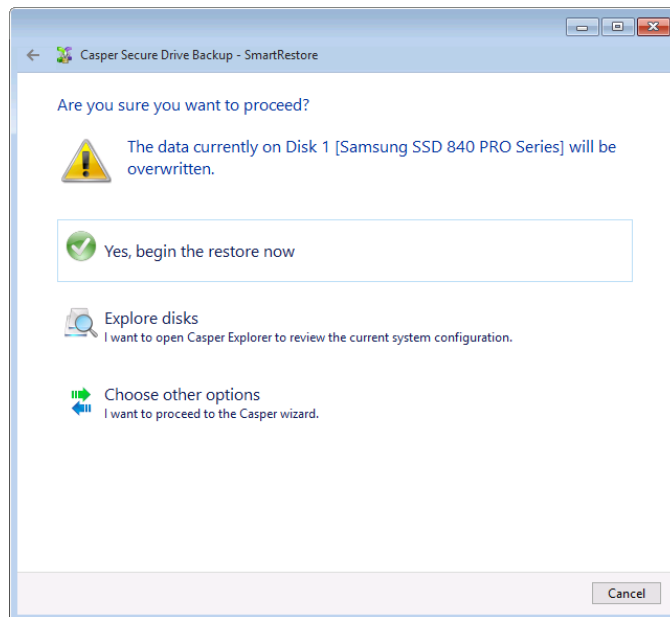 Casper Secure Drive Backup - SmartRestore
Are you sure you want to proceed?
The data currently on Disk 1 [Samsung SSD 840 PRO Series] will be
overwritten.
Yes, begin the restore now
Explore disks
I want to open Casper Explorer to review the current system configuration.
Choose other options
I want to proceed to the Casper wizard.
Cancel